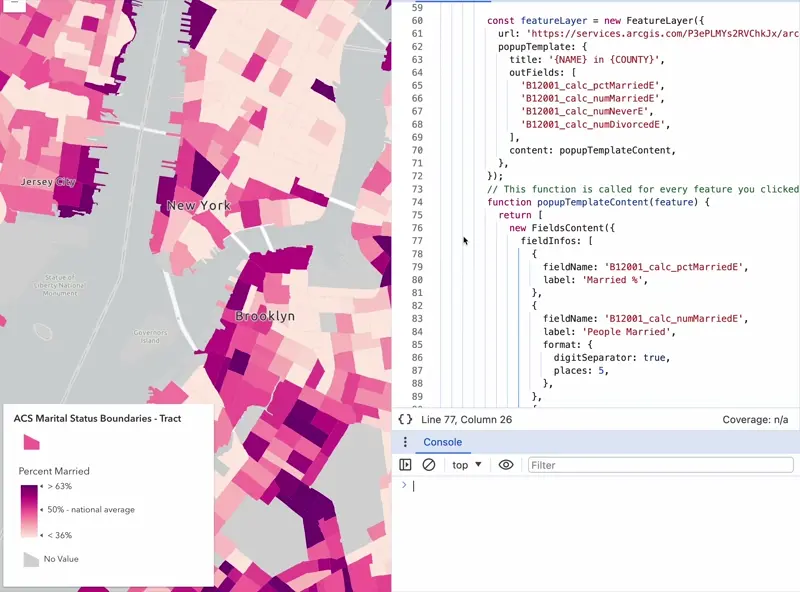 Jersey City
New York
Statue of
Liberty National
Monument
Governors
Island
Brooklyn
ACS Marital Status Boundaries - Tract
Percent Married
> 63%
50% - national average
< 36%
No Value
59
60 const featureLayer = new FeatureLayer({
61 url: 'https://services.arcgis.com/P3ePLMYs2RVChkJx/arc
62 popupTemplate: {
63 title: '{NAME} in {COUNTY}',
64 outFields: [
65 'B12001_calc_pctMarriedE',
66 'B12001_calc_numMarriedE',
67 'B12001_calc_numNeverE',
68 'B12001_calc_numDivorcedE',
69 ],
70 content: popupTemplateContent,
71 },
72 });
73 // This function is called for every feature you clicked
74 function popupTemplateContent(feature) {
75 return [
76 new FieldsContent({
77 fieldInfos: [
78 {
79 fieldName: 'B12001_calc_pctMarriedE',
80 label: 'Married %',
81 },
82 {
83 fieldName: 'B12001_calc_numMarriedE',
84 label: 'People Married',
85 format: {
86 digitSeparator: true,
87 places: 5,
88 },
89 },
{} Line 77, Column 26
Coverage: n/a
Console
top
Filter